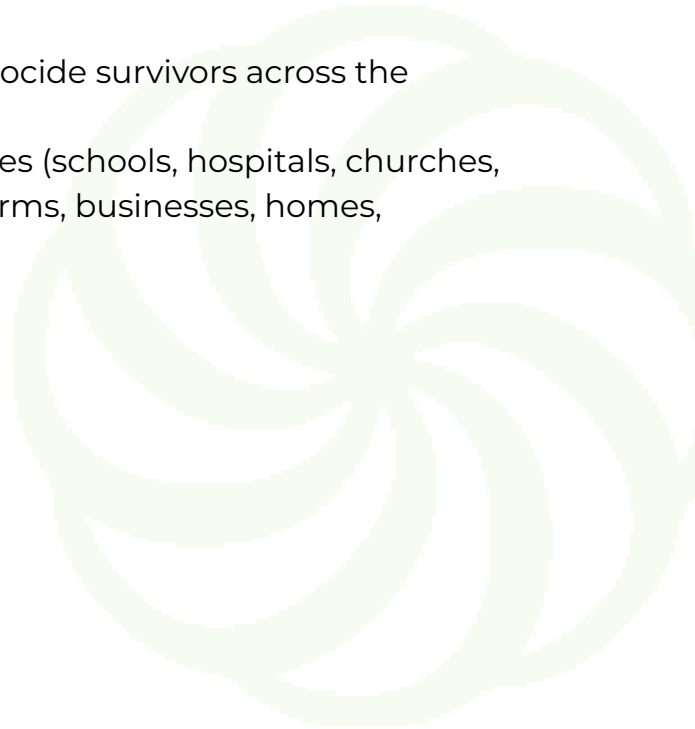 ocide survivors across the
es (schools, hospitals, churches,
rms, businesses, homes,